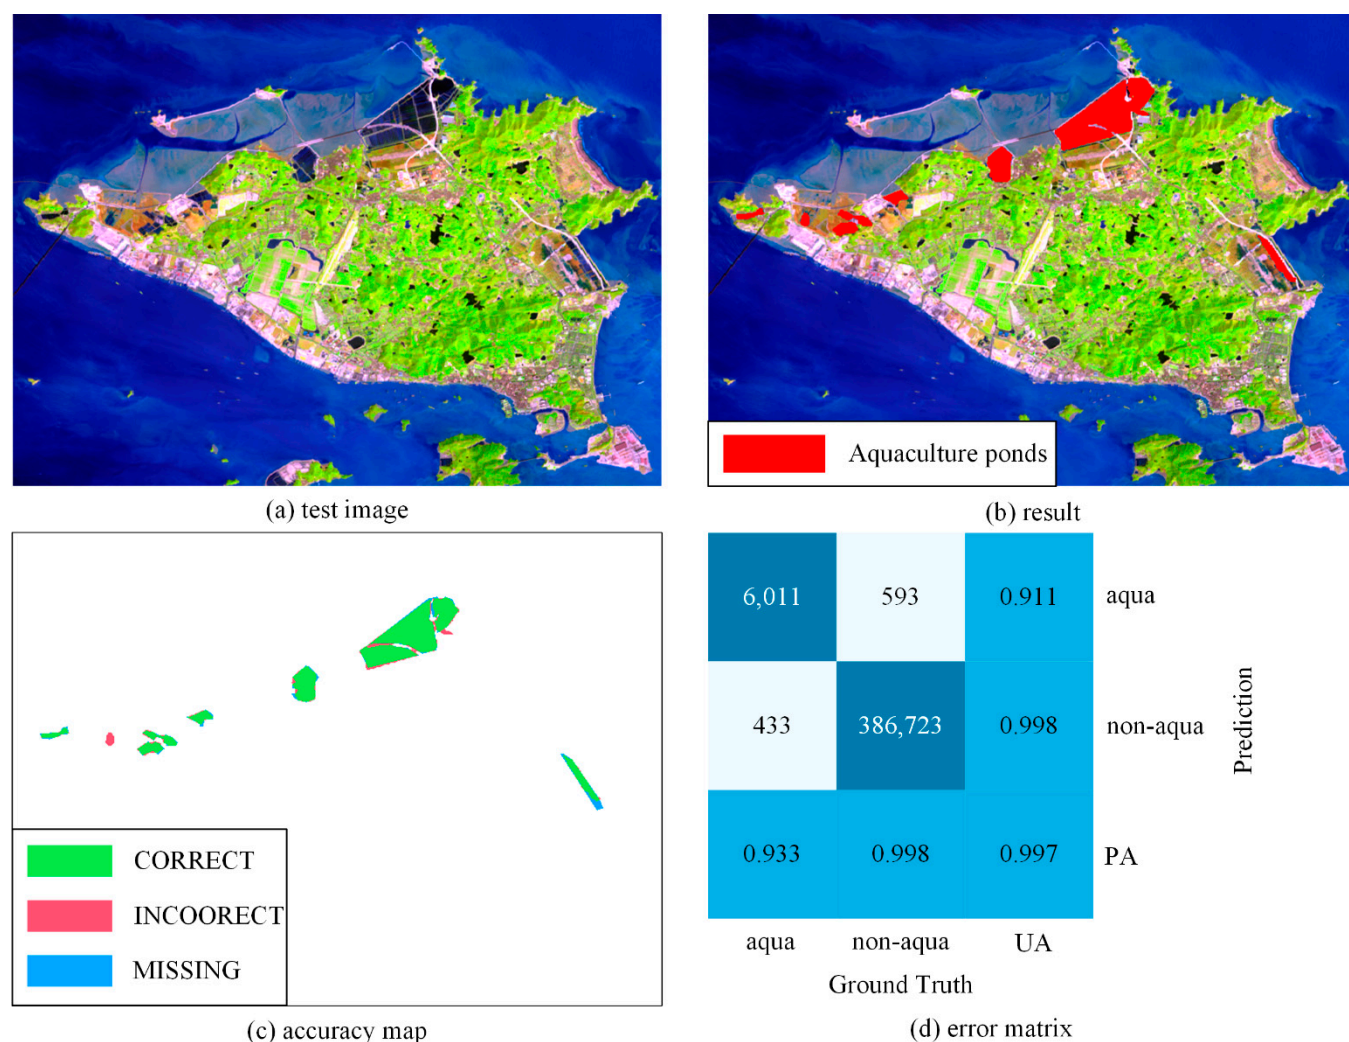 Aquaculture ponds
(a) test image
(b) result
CORRECT
INCOORECT
MISSING
(c) accuracy map
6,011 593 0.911 aqua
433 386,723 0.998 non-aqua
0.933 0.998 0.997 PA
aqua non-aqua UA
Ground Truth
Prediction
(d) error matrix